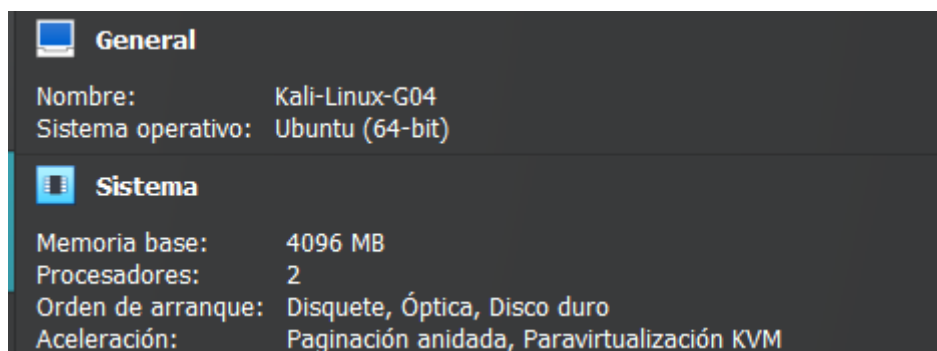 General
Nombre: Kali-Linux-G04
Sistema operativo: Ubuntu (64-bit)
Sistema
Memoria base: 4096 MB
Procesadores: 2
Orden de arranque: Disquete, Óptica, Disco duro
Aceleración: Paginación anidada, Paravirtualización KVM